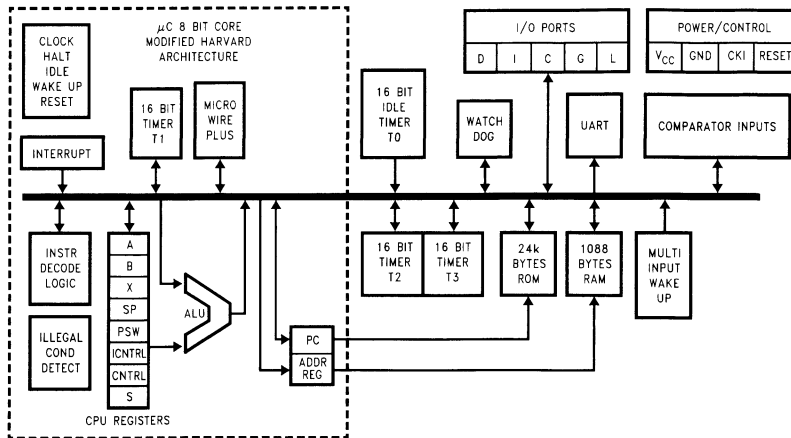 μC 8 BIT CORE
MODIFIED HARVARD
ARCHITECTURE
CLOCK
HALT
IDLE
WAKE UP
RESET
I/O PORTS
D I C G L
POWER/CONTROL
VCC GND CKI RESET
INTERRUPT
16 BIT
TIMER
T1
MICRO
WIRE
PLUS
16 BIT
IDLE
TIMER
T0
WATCH
DOG
UART
COMPARATOR INPUTS
INSTR
DECODE
LOGIC
ILLEGAL
COND
DETECT
A
B
X
SP
PSW
ICNTRL
CNTRL
S
CPU REGISTERS
ALU
PC
ADDR
REG
16 BIT
TIMER
T2
16 BIT
TIMER
T3
24k
BYTES
ROM
1088
BYTES
RAM
MULTI
INPUT
WAKE
UP